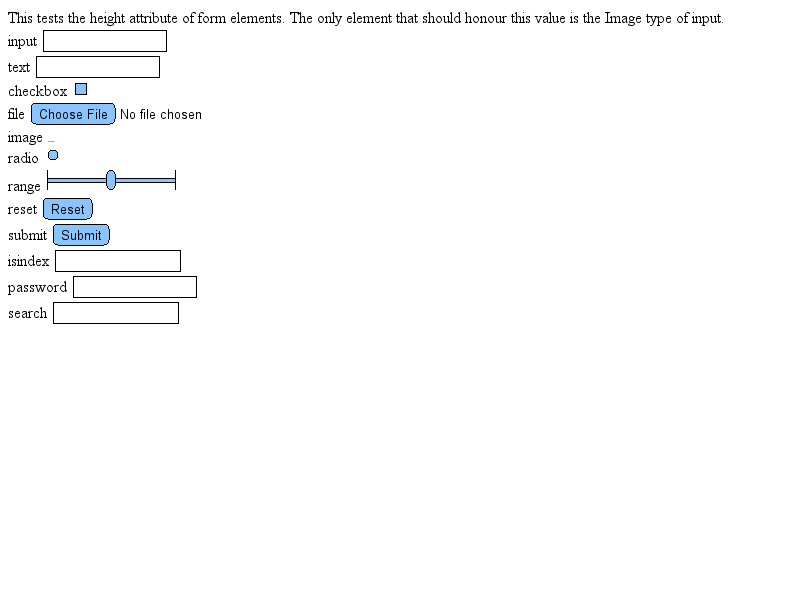 This tests the height attribute of form elements. The only element that should honour this value is the Image type of input.
input
text
checkbox
file Choose File No file chosen
image
radio
range
reset Reset
submit Submit
isindex
password
search